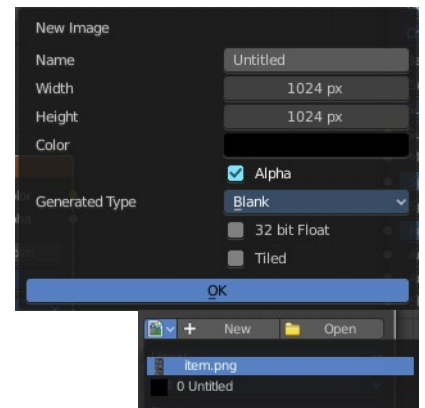 New Image
Name Untitled
Width 1024 px
Height 1024 px
Color
Alpha
Generated Type Blank
32 bit Float
Tiled
OK
New Open
item.png
0 Untitled